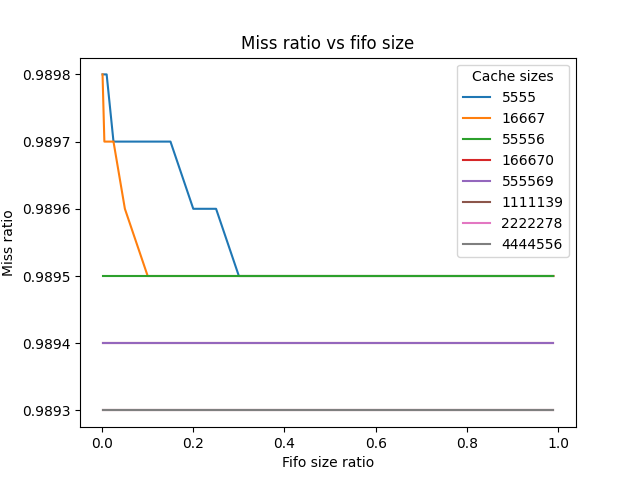 Miss ratio vs fifo size
Cache sizes
5555
16667
55556
166670
555569
1111139
2222278
4444556
0.9898
0.9897
0.9896
0.9895
0.9894
0.9893
Miss ratio
0.0 0.2 0.4 0.6 0.8 1.0
Fifo size ratio